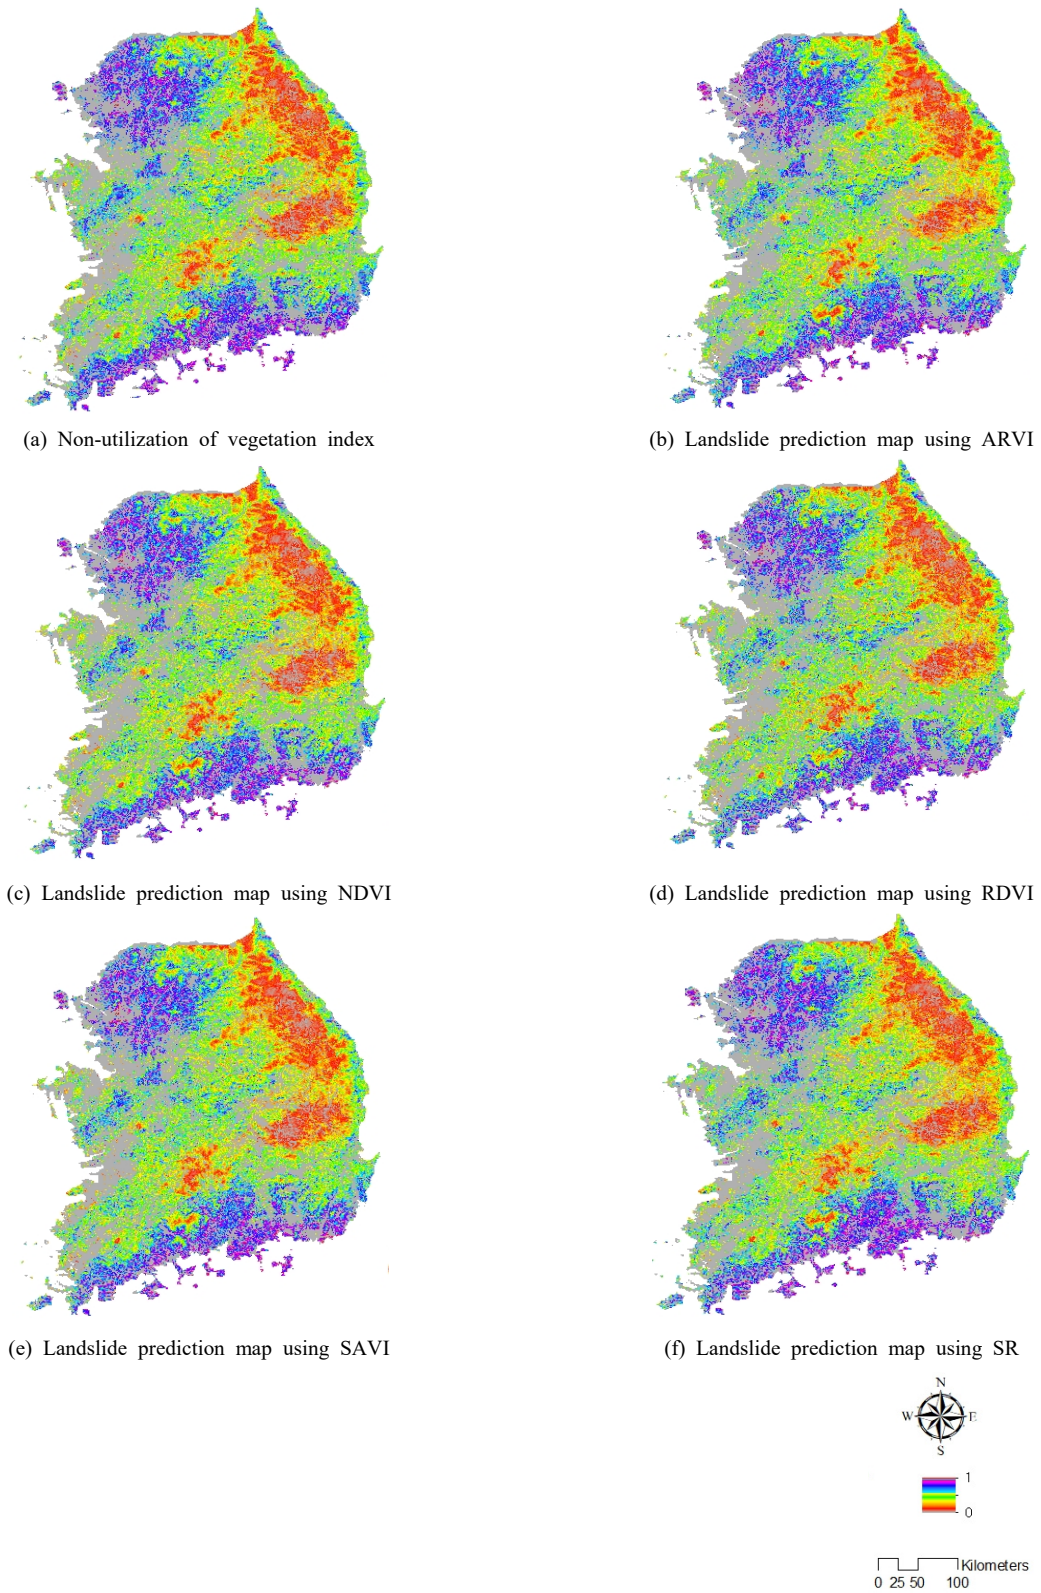 (a) Non-utilization of vegetation index
(b) Landslide prediction map using ARVI
(c) Landslide prediction map using NDVI
(d) Landslide prediction map using RDVI
(e) Landslide prediction map using SAVI
(f) Landslide prediction map using SR
N
W E
S
1
0
Kilometers
0 25 50 100